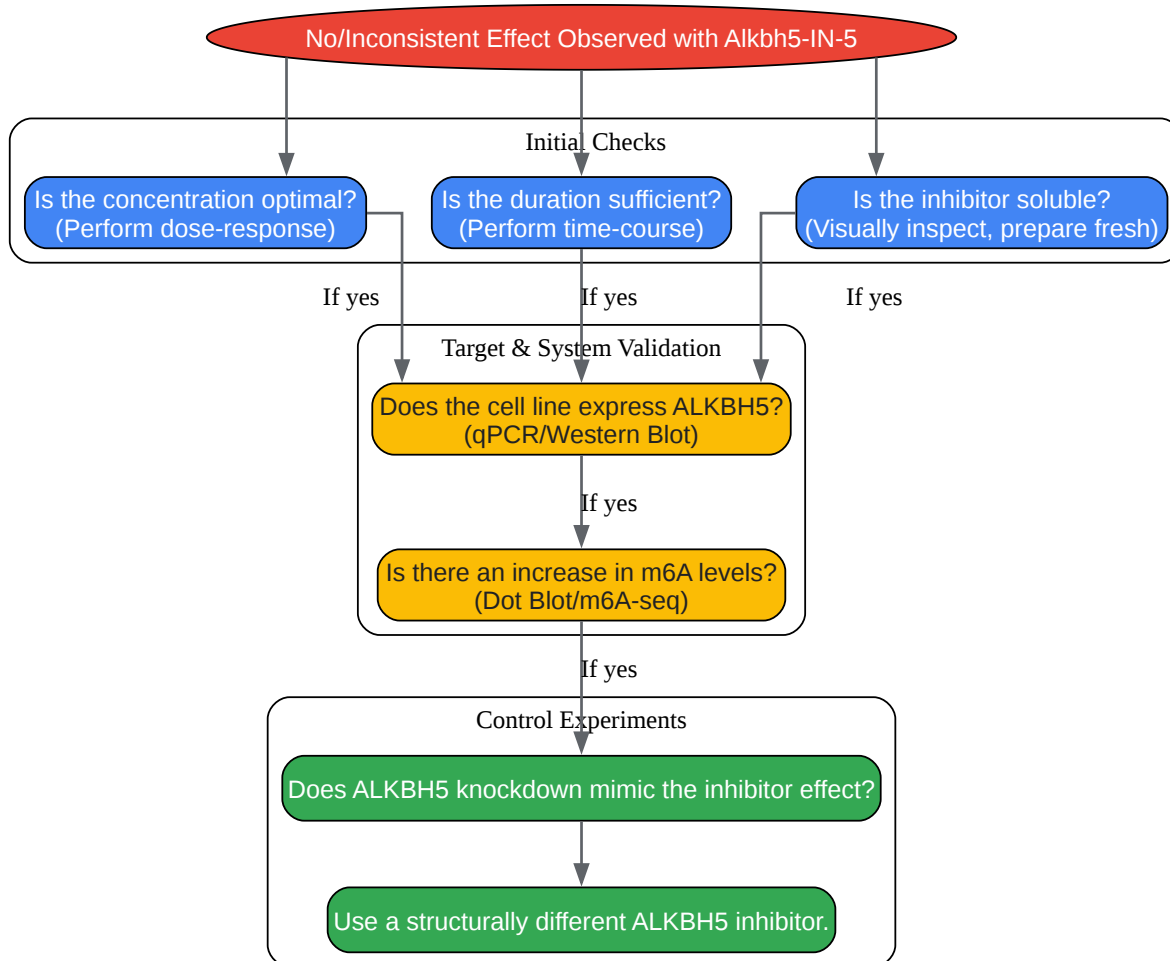 No/Inconsistent Effect Observed with Alkbh5-IN-5
Initial Checks
Is the concentration optimal?
(Perform dose-response)
Is the duration sufficient?
(Perform time-course)
Is the inhibitor soluble?
(Visually inspect, prepare fresh)
If yes
If yes
If yes
Target & System Validation
Does the cell line express ALKBH5?
(qPCR/Western Blot)
If yes
Is there an increase in m6A levels?
(Dot Blot/m6A-seq)
If yes
Control Experiments
Does ALKBH5 knockdown mimic the inhibitor effect?
Use a structurally different ALKBH5 inhibitor.